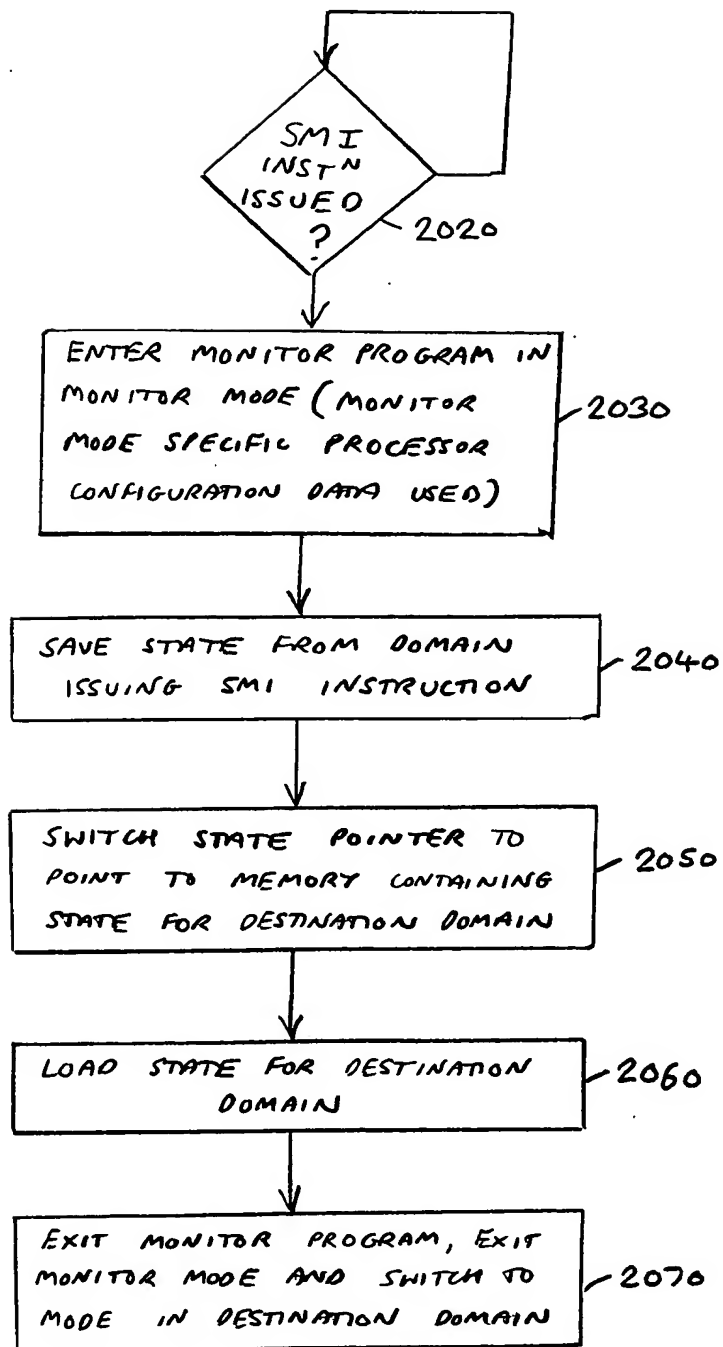 SMI
INSTN
ISSUED
?
2020
ENTER MONITOR PROGRAM IN
MONITOR MODE (MONITOR
MODE SPECIFIC PROCESSOR
CONFIGURATION DATA USED)
2030
SAVE STATE FROM DOMAIN
ISSUING SMI INSTRUCTION
2040
SWITCH STATE POINTER TO
POINT TO MEMORY CONTAINING
STATE FOR DESTINATION DOMAIN
2050
LOAD STATE FOR DESTINATION
DOMAIN
2060
EXIT MONITOR PROGRAM, EXIT
MONITOR MODE AND SWITCH TO
MODE IN DESTINATION DOMAIN
2070